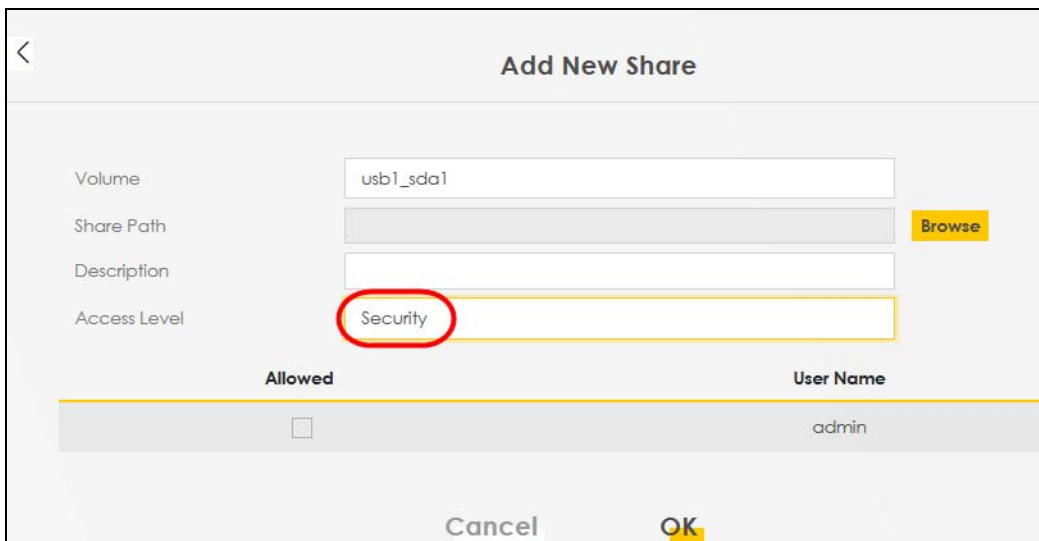 Add New Share
Volume usb1_sda1
Share Path Browse
Description
Access Level Security
Allowed User Name
admin
Cancel OK